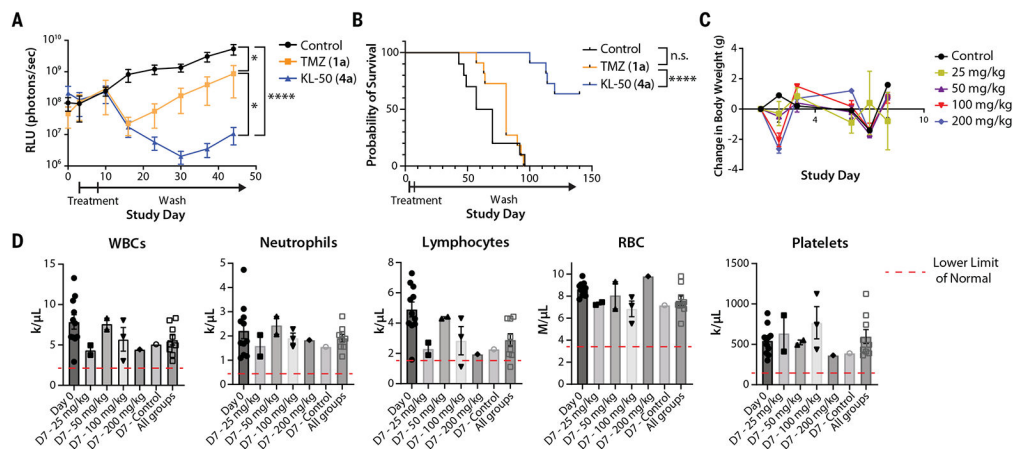 A
RLU (photons/sec)
10¹⁰
10⁹
10⁸
10⁷
10⁶
0 10 20 30 40 50
Treatment Wash
Study Day
Control
TMZ (1a)
KL-50 (4a)
*
*
****
B
Probability of Survival
100
50
0
0 50 100 150
Treatment Wash
Study Day
Control
TMZ (1a)
KL-50 (4a)
n.s.
****
C
Change in Body Weight (g)
4
2
0
-2
-4
2 4 6 8 10
Study Day
Control
25 mg/kg
50 mg/kg
100 mg/kg
200 mg/kg
D
WBCs
k/µL
15
10
5
0
Day 0
D7 - 25 mg/kg
D7 - 50 mg/kg
D7 - 100 mg/kg
D7 - 200 mg/kg
D7 - Control
All groups
Neutrophils
k/µL
5
4
3
2
1
0
Day 0
D7 - 25 mg/kg
D7 - 50 mg/kg
D7 - 100 mg/kg
D7 - 200 mg/kg
D7 - Control
All groups
Lymphocytes
k/µL
8
6
4
2
0
Day 0
D7 - 25 mg/kg
D7 - 50 mg/kg
D7 - 100 mg/kg
D7 - 200 mg/kg
D7 - Control
All groups
RBC
M/µL
10
8
6
4
2
0
Day 0
D7 - 25 mg/kg
D7 - 50 mg/kg
D7 - 100 mg/kg
D7 - 200 mg/kg
D7 - Control
All groups
Platelets
k/µL
1500
1000
500
0
Day 0
D7 - 25 mg/kg
D7 - 50 mg/kg
D7 - 100 mg/kg
D7 - 200 mg/kg
D7 - Control
All groups
Lower Limit
of Normal